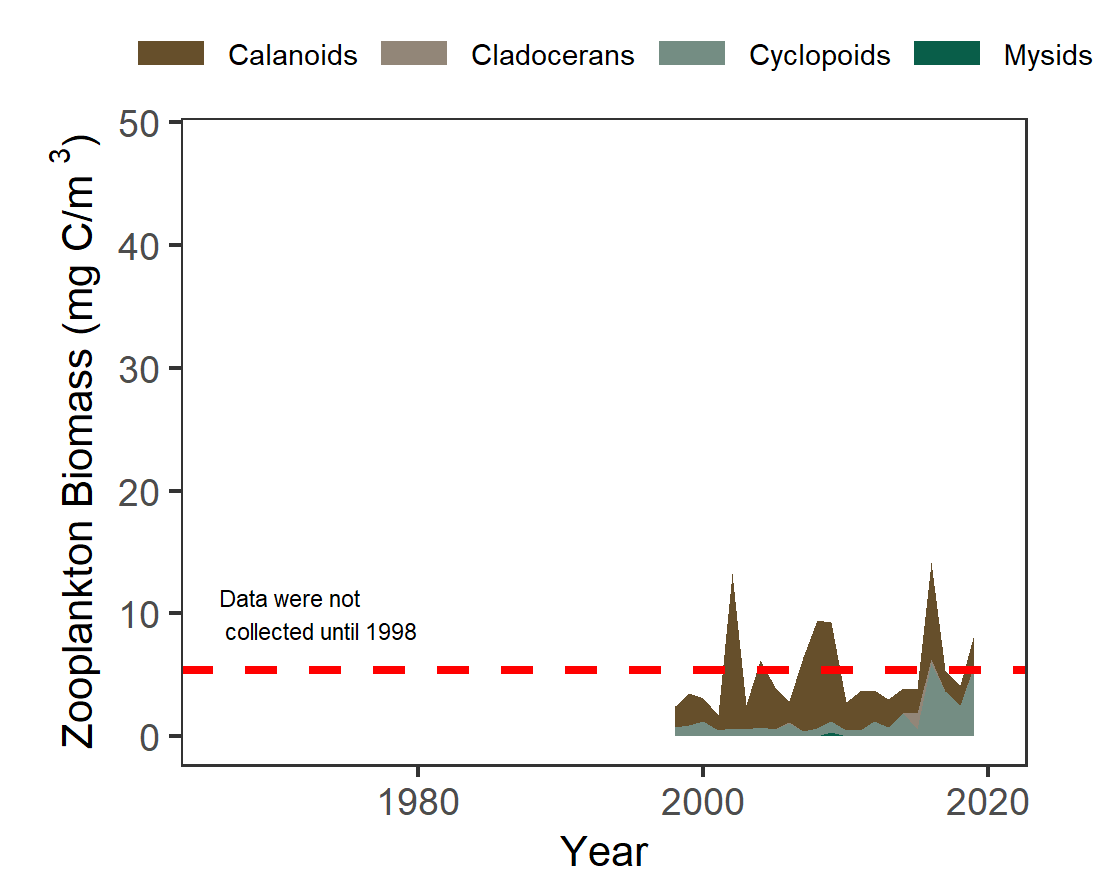 Calanoids Cladocerans Cyclopoids Mysids
50
40
30
20
10
0
Zooplankton Biomass (mg C/m ³)
Data were not
collected until 1998
1980 2000 2020
Year